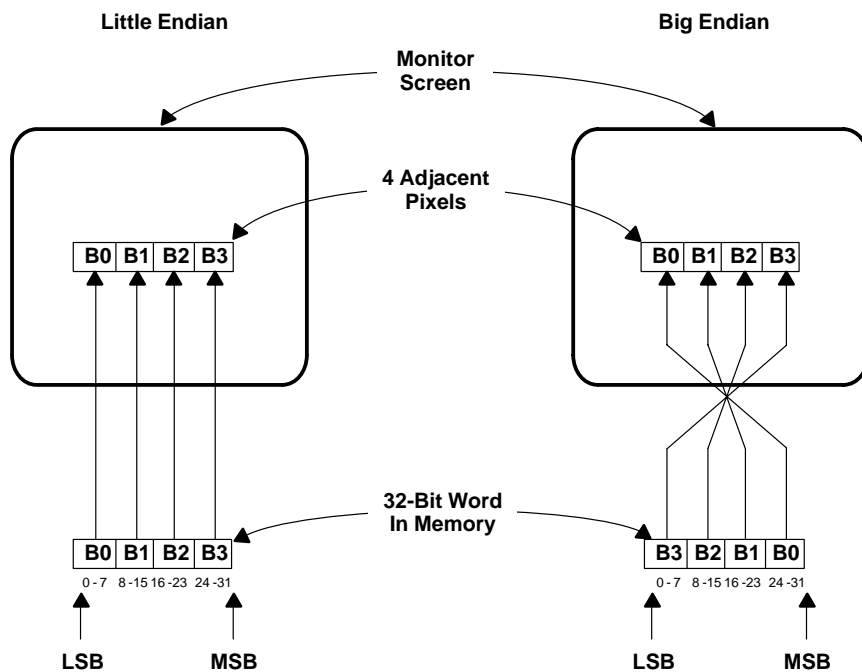 Little Endian
Big Endian
Monitor
Screen
4 Adjacent
Pixels
B0 B1 B2 B3
B0 B1 B2 B3
32-Bit Word
In Memory
B0 B1 B2 B3
B3 B2 B1 B0
0 - 7 8 -15 16 -23 24 -31
0 - 7 8 -15 16 -23 24 -31
LSB MSB
LSB MSB